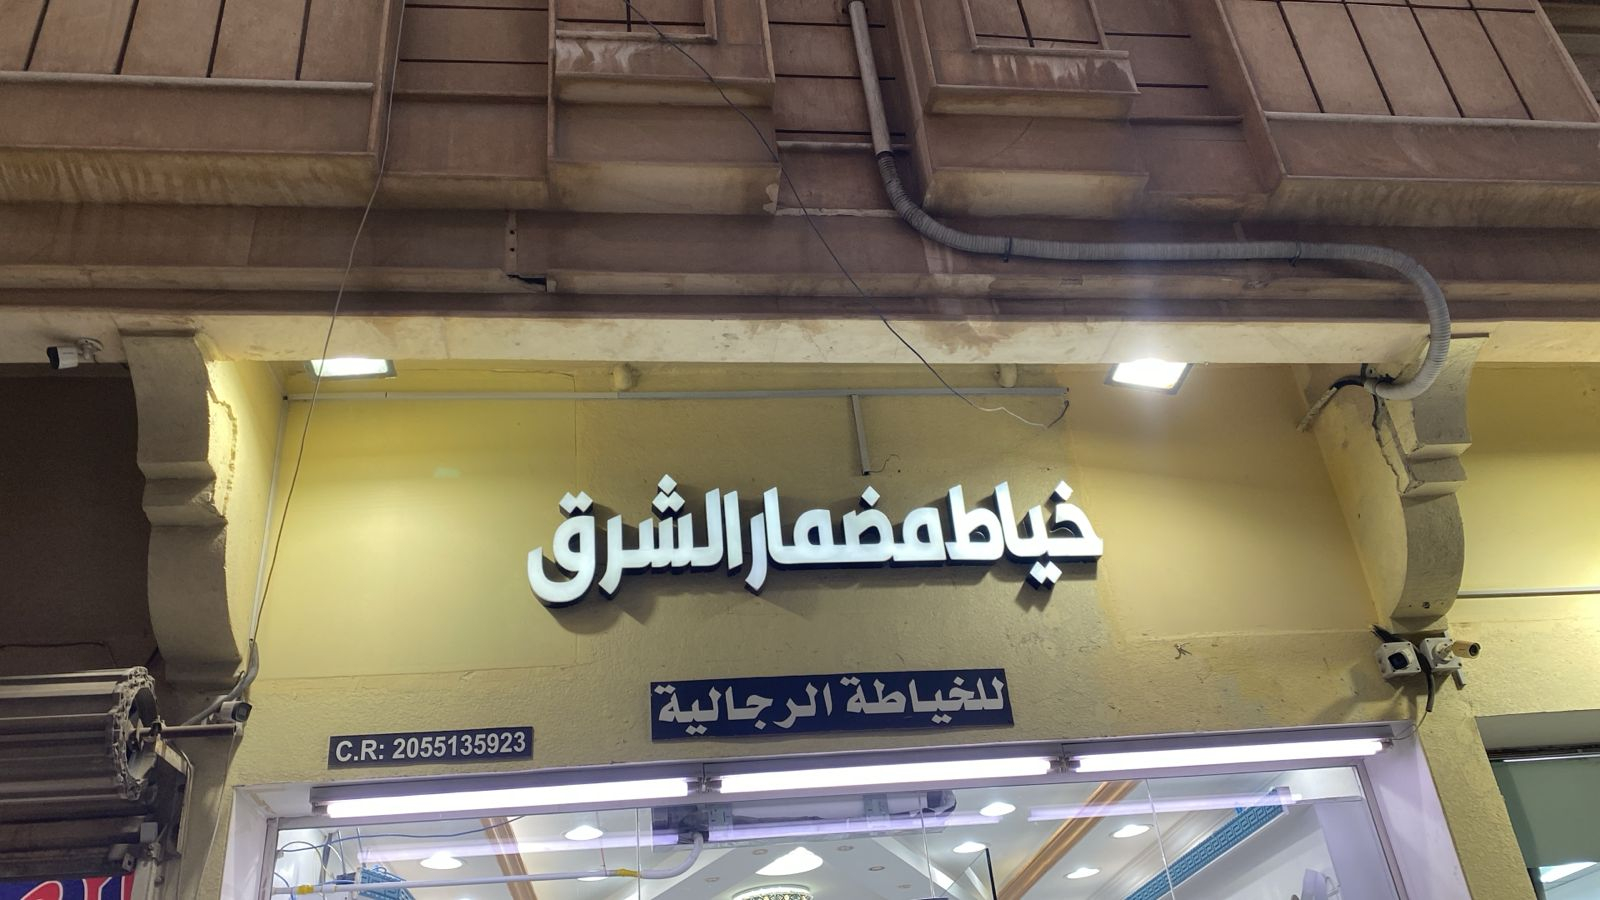 خياط مضمار الشرق
للخياطة الرجالية
C.R: 2055135923